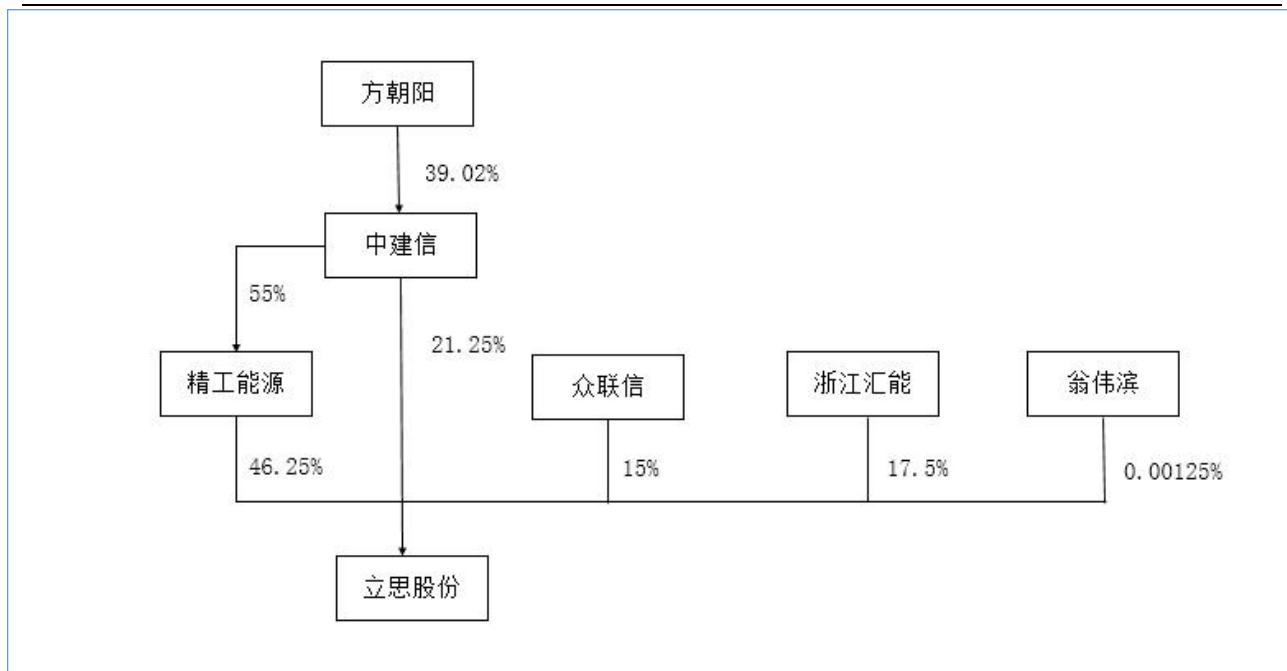 方朝阳
39.02%
中建信
55%
21.25%
精工能源
众联信
浙江汇能
翁伟滨
46.25%
15%
17.5%
0.00125%
立思股份